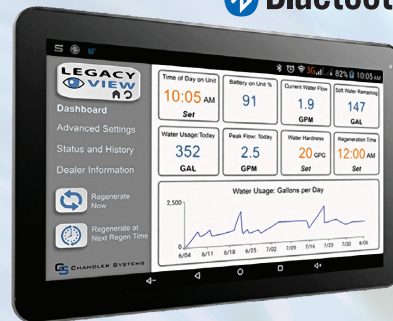 Bluetooth
3G 82% 10:05 AM
LEGACY
VIEW
Dashboard
Advanced Settings
Status and History
Dealer Information
Regenerate
Now
Regenerate at
Next Regen Time
CS CHANDLER SYSTEMS
Time of Day on Unit
10:05 AM
Set
Battery on Unit %
91
Current Water Flow
1.9
GPM
Soft Water Remaining
147
GAL
Water Usage: Today
352
GAL
Peak Flow: Today
2.5
GPM
Water Hardness
20 GPG
Set
Regeneration Time
12:00 AM
Set
Water Usage: Gallons per Day
2,500
0
6/04 6/11 6/18 6/25 7/02 7/09 7/16 7/23 7/02 6/06